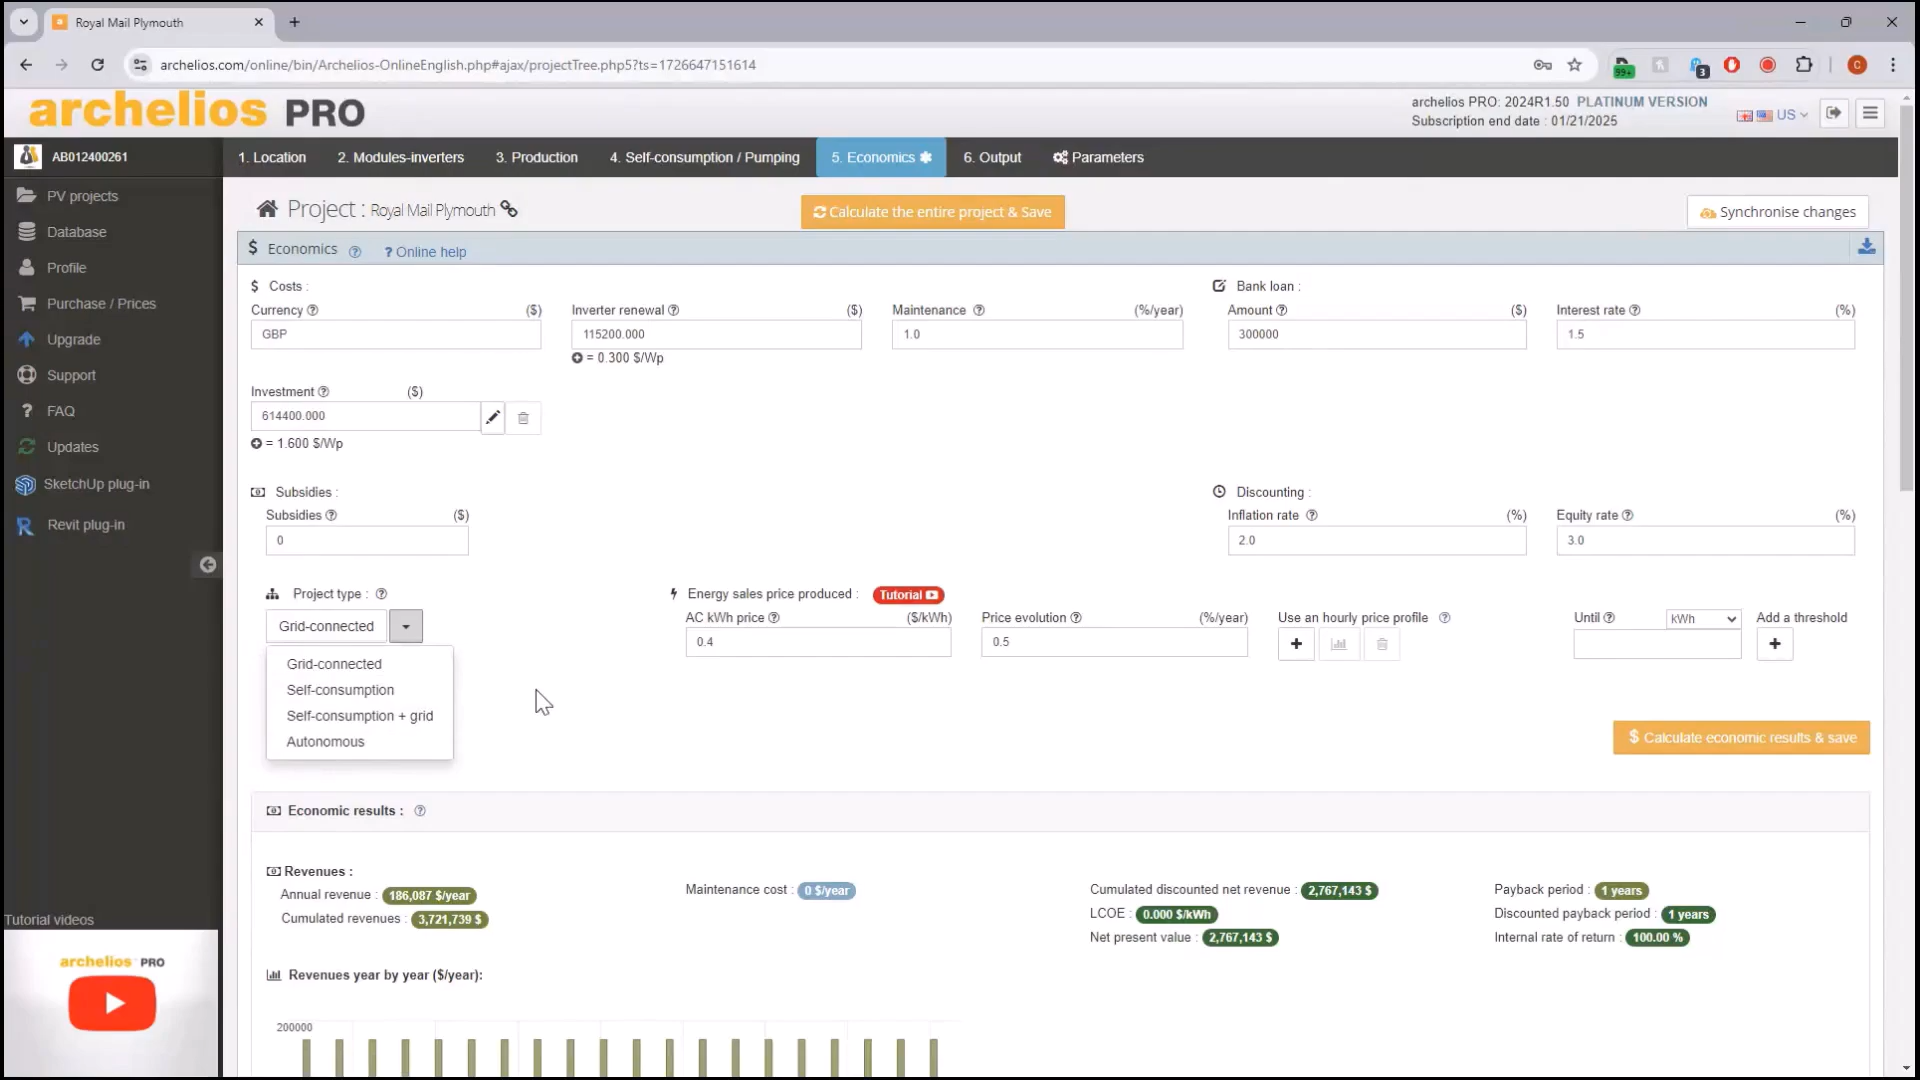 Royal Mail Plymouth
archelios.com/online/bin/Archelios-OnlineEnglish.php#ajax/projectTree.php5?ts=1726647151614
99+
3
C
archelios PRO
archelios PRO: 2024R1.50 PLATINUM VERSION
Subscription end date : 01/21/2025
US
AB012400261
1. Location
2. Modules-inverters
3. Production
4. Self-consumption / Pumping
5. Economics
6. Output
Parameters
PV projects
Database
Profile
Purchase / Prices
Upgrade
Support
FAQ
Updates
SketchUp plug-in
Revit plug-in
Tutorial videos
archelios PRO
Project : Royal Mail Plymouth
Calculate the entire project & Save
Synchronise changes
$ Economics ? Online help
$ Costs :
Bank loan :
Currency ($)
Inverter renewal ($)
Maintenance (%/year)
Amount ($)
Interest rate (%)
GBP
115200.000
1.0
300000
1.5
= 0.300 $/Wp
Investment ($)
614400.000
= 1.600 $/Wp
Subsidies :
Discounting :
Subsidies ($)
Inflation rate (%)
Equity rate (%)
0
2.0
3.0
Project type :
Energy sales price produced : Tutorial
Grid-connected
AC kWh price ($/kWh)
Price evolution (%/year)
Use an hourly price profile
Until
kWh
Add a threshold
0.4
0.5
Grid-connected
Self-consumption
Self-consumption + grid
Autonomous
$ Calculate economic results & save
Economic results :
Revenues :
Annual revenue : 186,087 $/year
Cumulated revenues : 3,721,739 $
Maintenance cost : 0 $/year
Cumulated discounted net revenue : 2,767,143 $
LCOE : 0.000 $/kWh
Net present value : 2,767,143 $
Payback period : 1 years
Discounted payback period : 1 years
Internal rate of return : 100.00 %
Revenues year by year ($/year):
200000